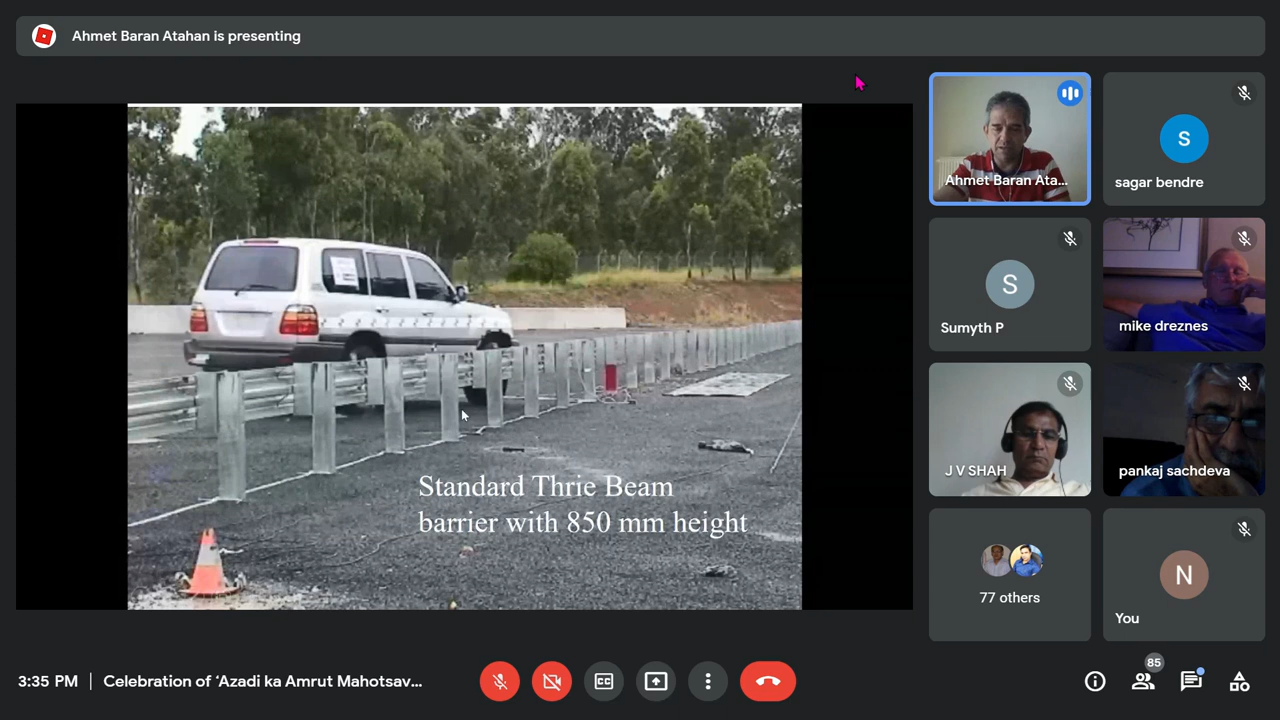 Ahmet Baran Atahan is presenting
Standard Thrie Beam
barrier with 850 mm height
Ahmet Baran Ata...
S
sagar bendre
S
Sumyth P
mike dreznes
J V SHAH
pankaj sachdeva
77 others
N
You
3:35 PM | Celebration of ‘Azadi ka Amrut Mahotsav...
CC
85